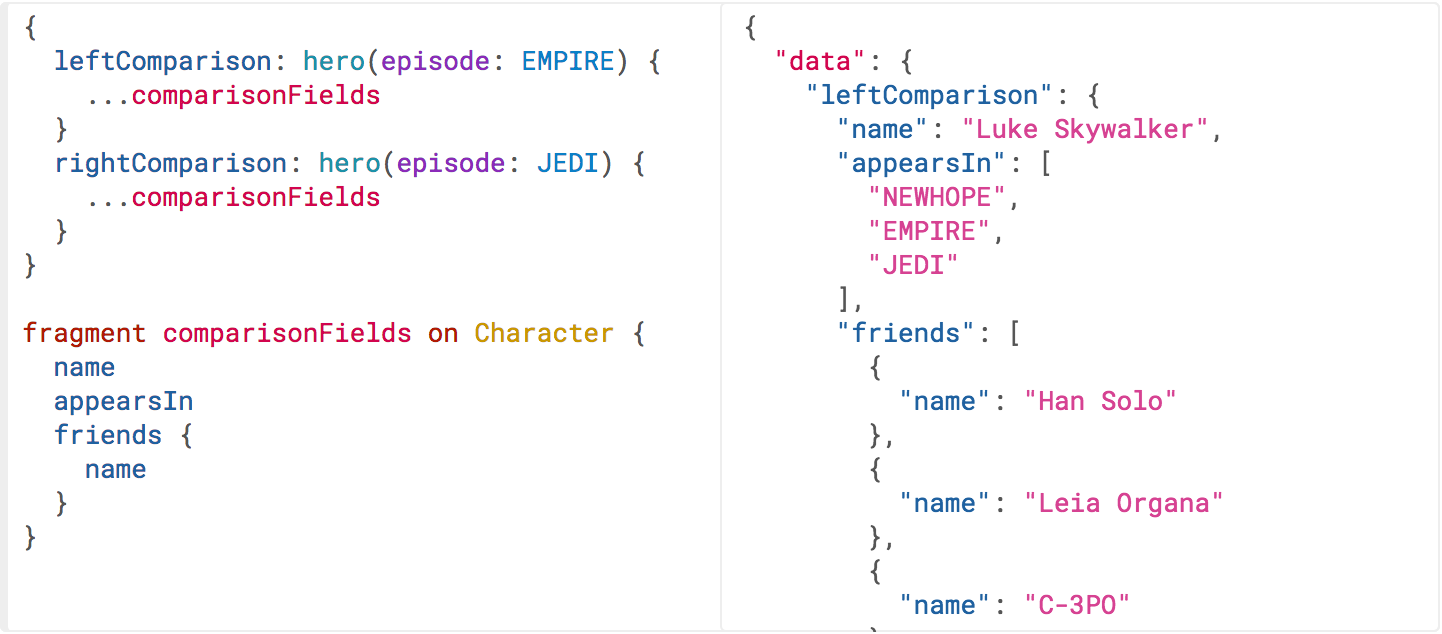 {
  leftComparison: hero(episode: EMPIRE) {
    ...comparisonFields
  }
  rightComparison: hero(episode: JEDI) {
    ...comparisonFields
  }
}

fragment comparisonFields on Character {
  name
  appearsIn
  friends {
    name
  }
}
{
  "data": {
    "leftComparison": {
      "name": "Luke Skywalker",
      "appearsIn": [
        "NEWHOPE",
        "EMPIRE",
        "JEDI"
      ],
      "friends": [
        {
          "name": "Han Solo"
        },
        {
          "name": "Leia Organa"
        },
        {
          "name": "C-3PO"